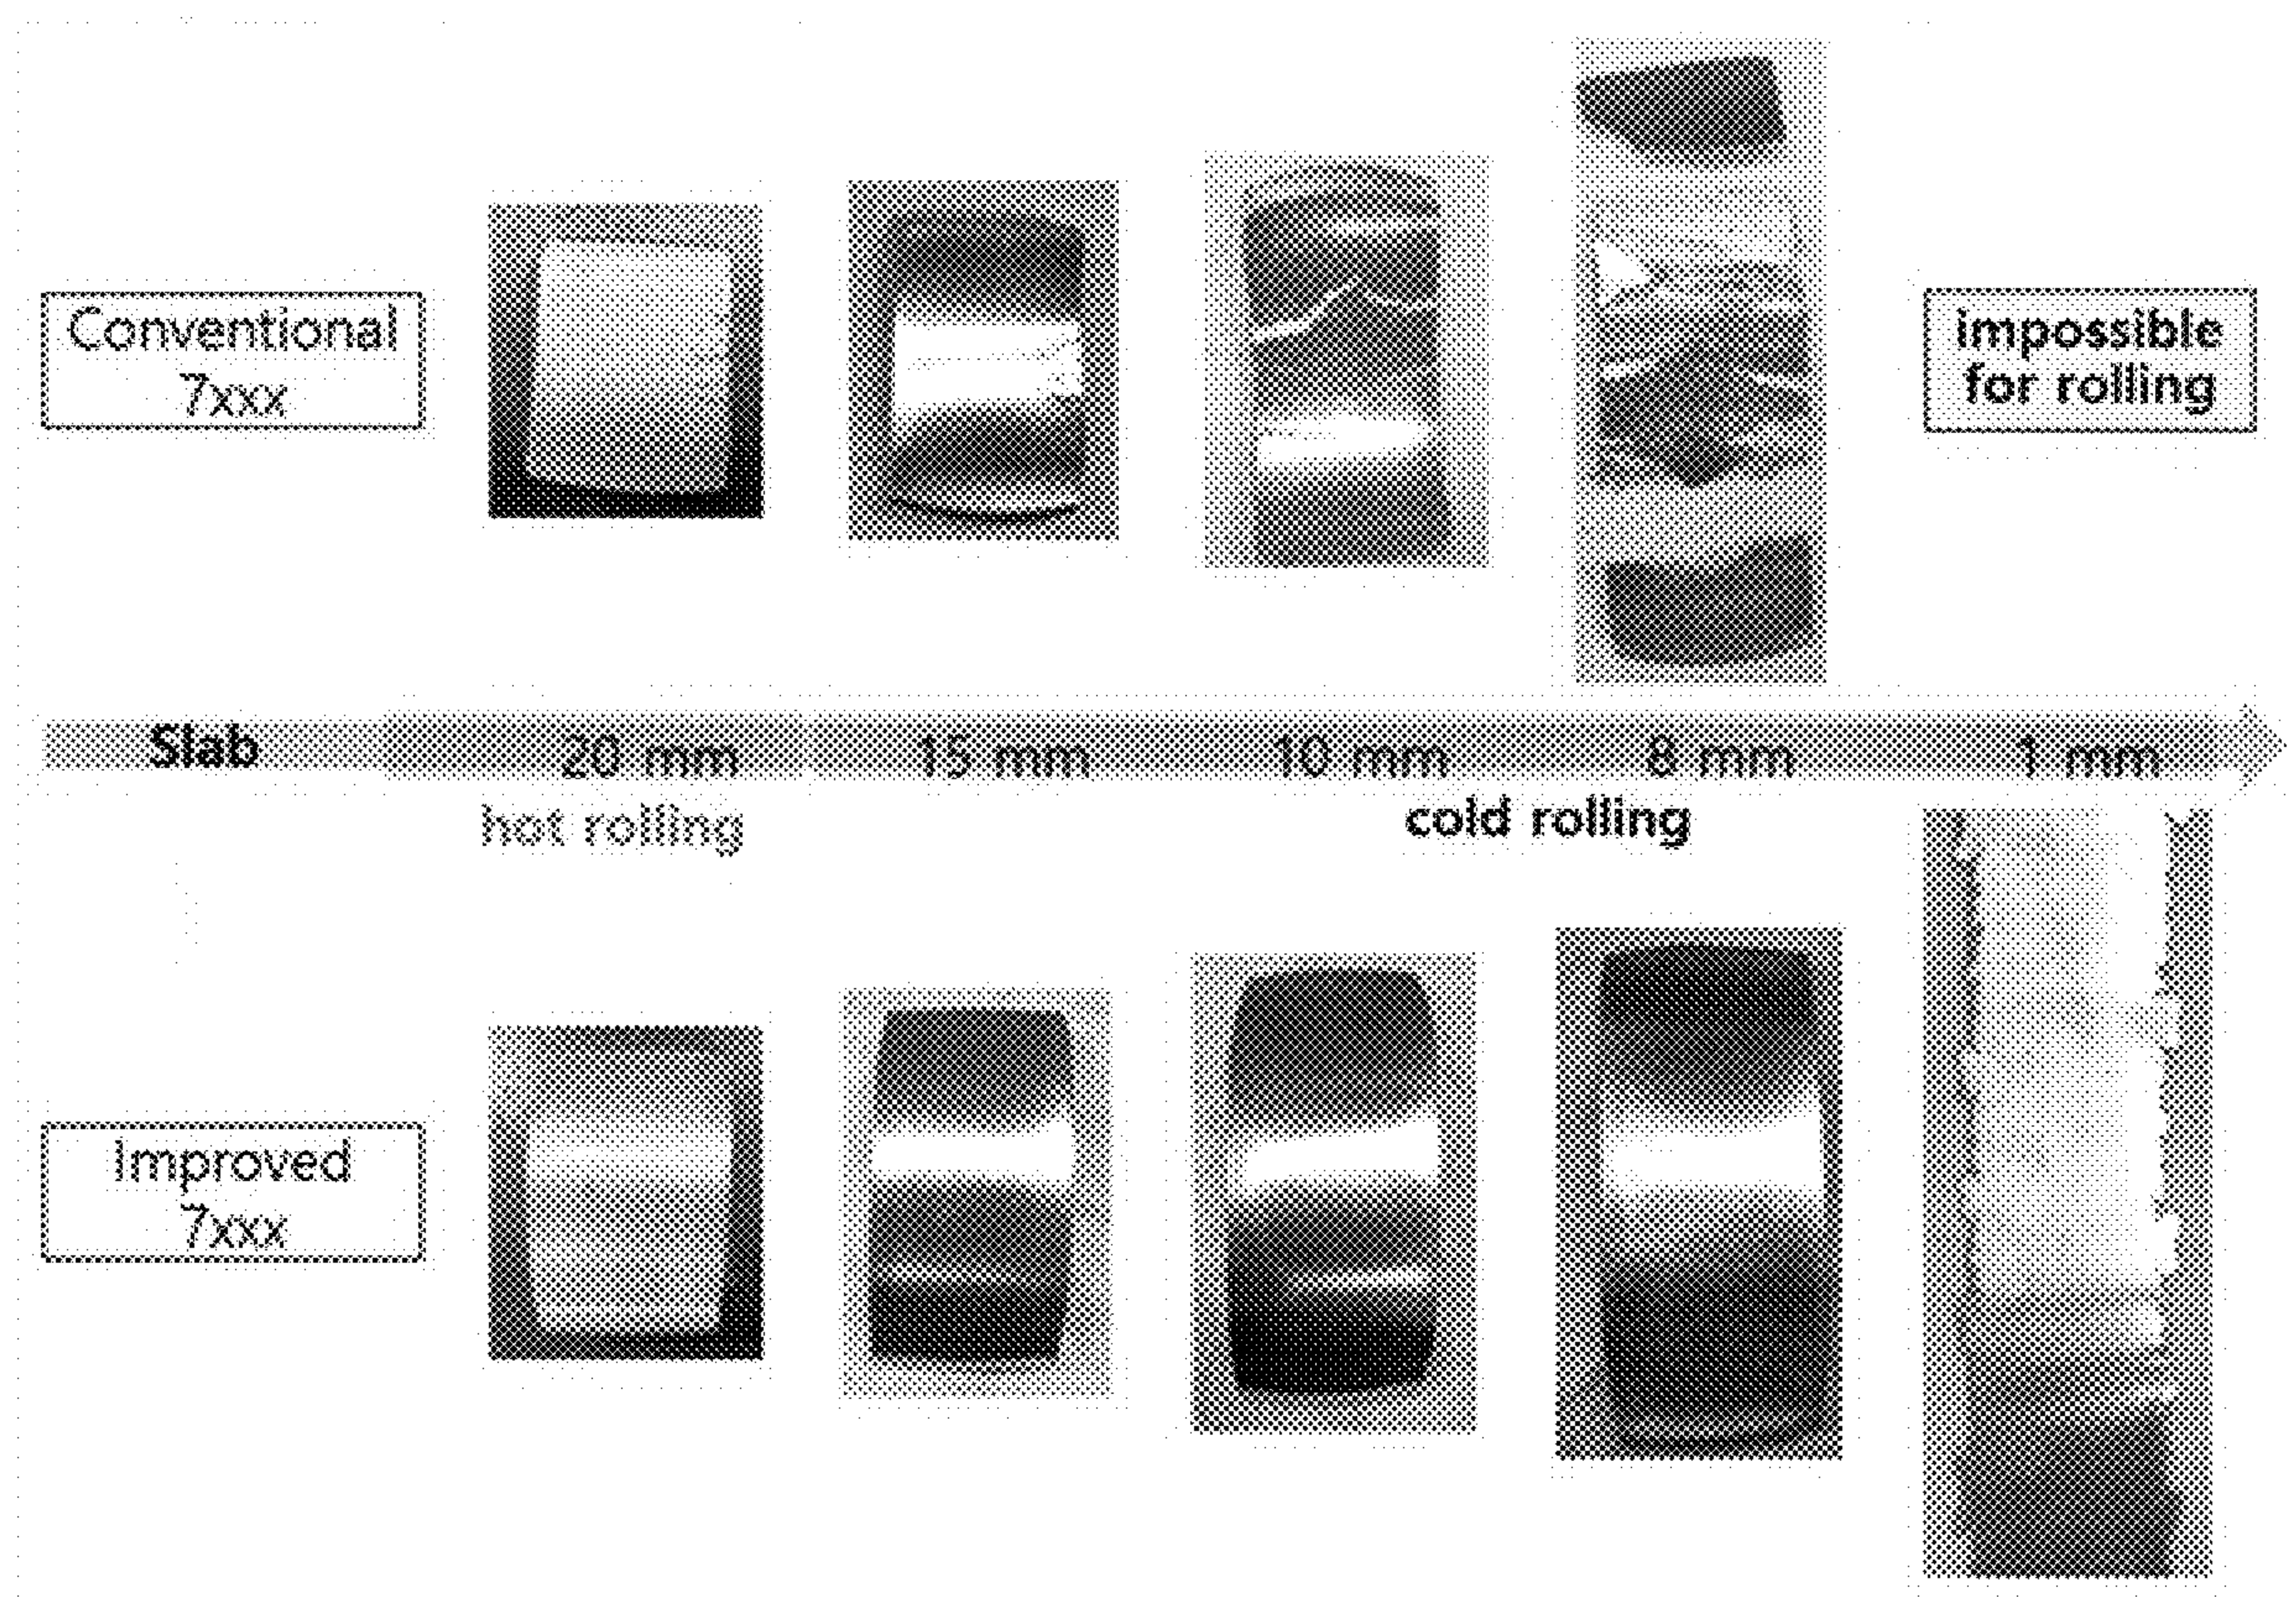 Conventional
7xxx
impossible
for rolling
Slab 20 mm 15 mm 10 mm 8 mm 1 mm
hot rolling cold rolling
Improved
7xxx